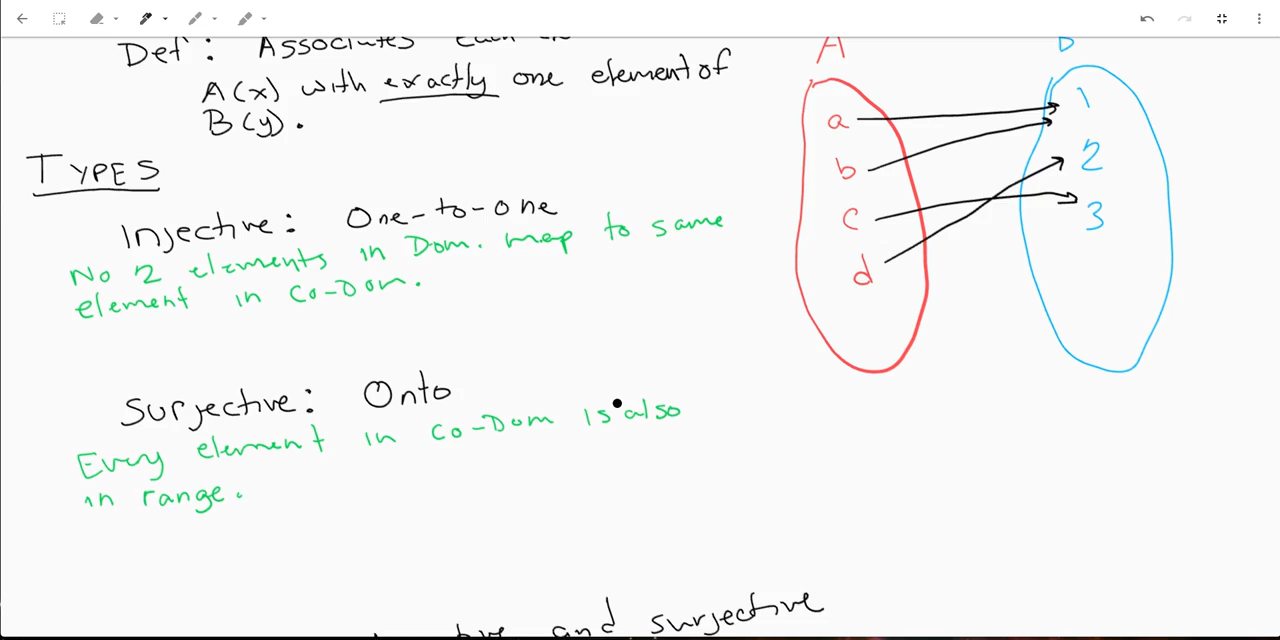 Def: Associates
A(x) with exactly one element of
B(y).
TYPES
Injective: One-to-one
No 2 elements in Dom. map to same
element in Co-Dom.
Surjective: Onto
Every element in Co-Dom is also
in range.
and surjective
A
a
b
c
d
1
2
3